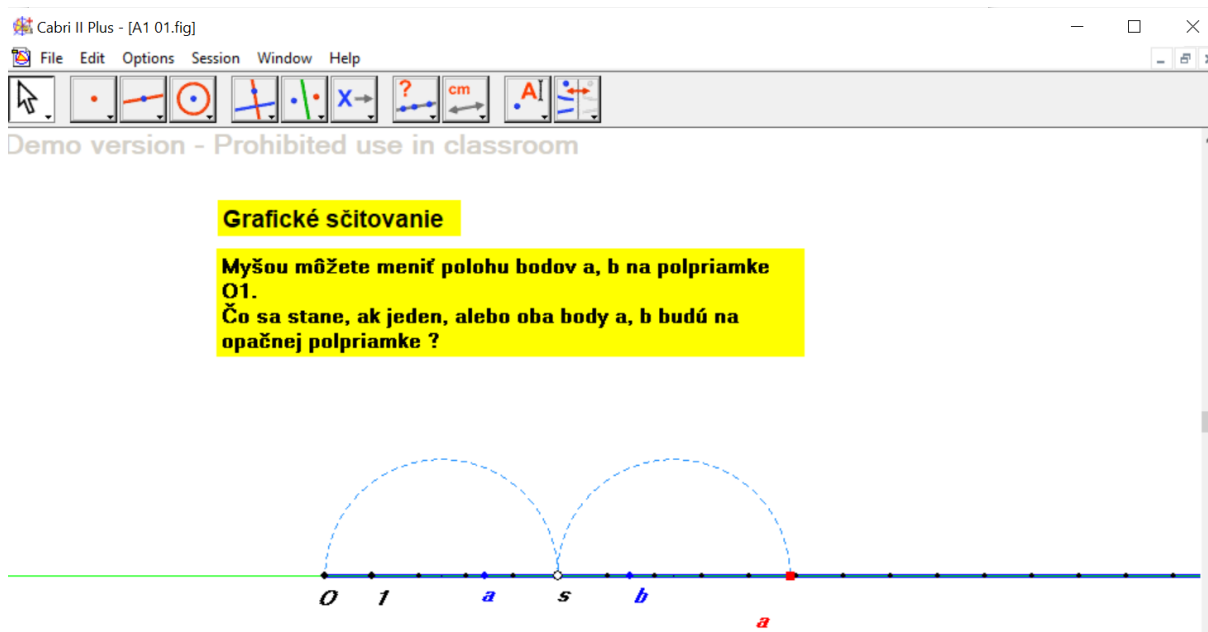 Cabri II Plus - [A1 01.fig]
File Edit Options Session Window Help
? cm A
X
Demo version - Prohibited use in classroom
Grafické sčitovanie
Myšou môžete meniť polohu bodov a, b na polpriamke
O1.
Čo sa stane, ak jeden, alebo oba body a, b budú na
opačnej polpriamke ?
0 1 a s b
a